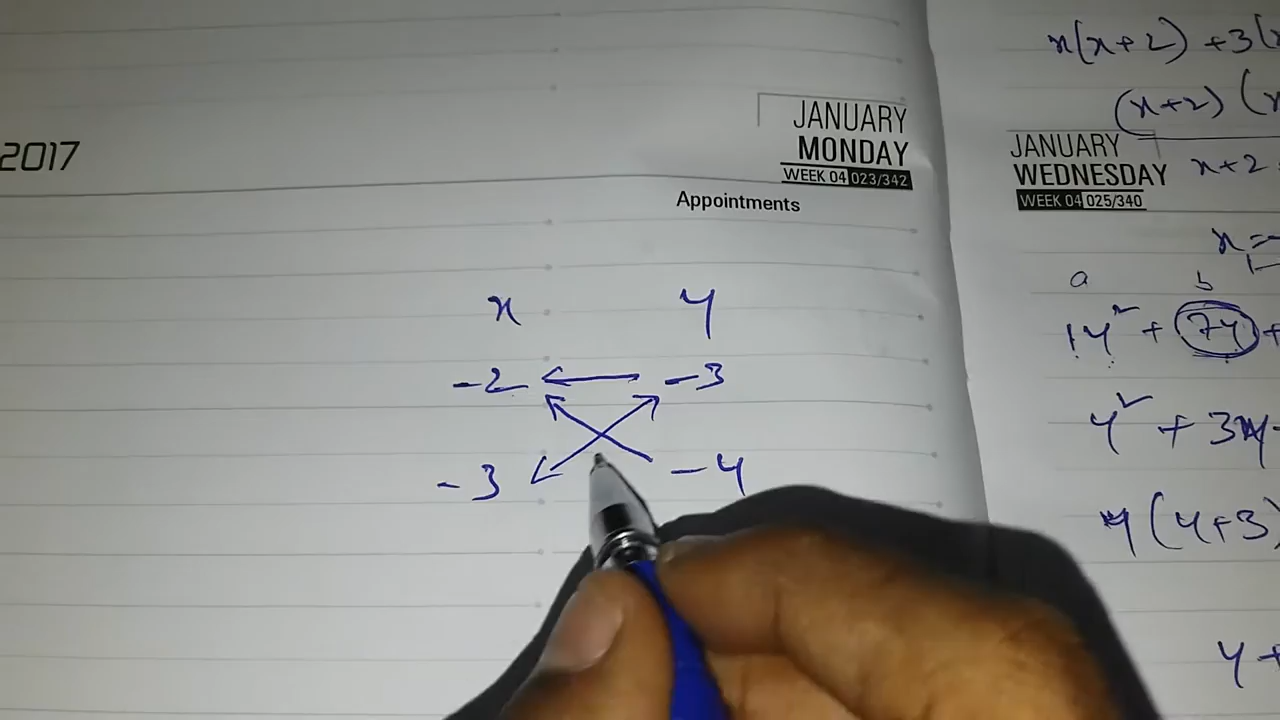 2017
JANUARY
MONDAY
WEEK 04 023/342
Appointments
x y
-2 -3
-3 -4
x(x+2) +3(
(x+2) (
JANUARY
WEDNESDAY
WEEK 04 025/340
x+2
x =
a b
1y² + 7y +
y² + 3y
y(y+3)
y +